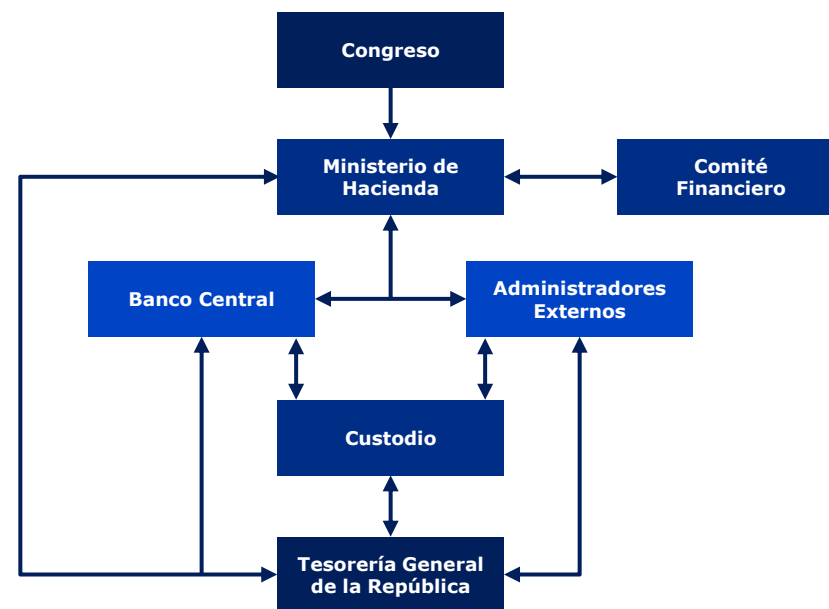 Congreso
Ministerio de
Hacienda
Comité
Financiero
Banco Central
Administradores
Externos
Custodio
Tesorería General
de la República